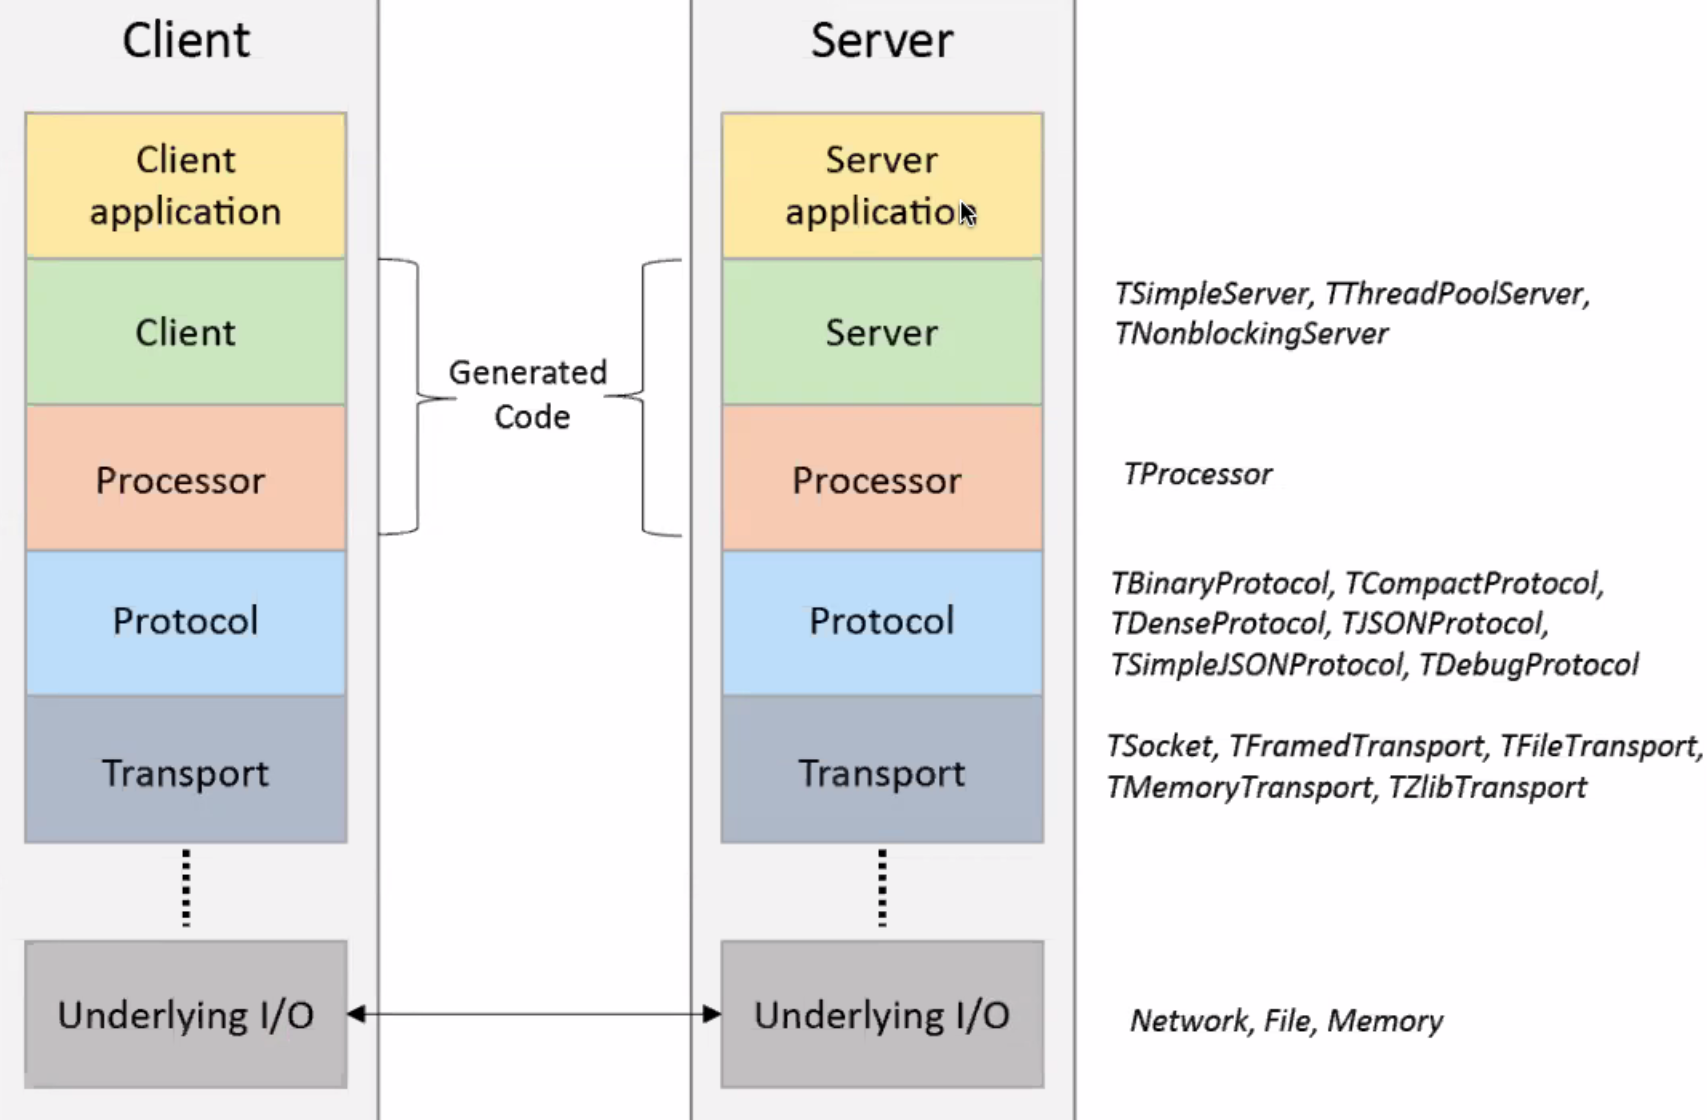 Client
Client
application
Client
Processor
Protocol
Transport
Underlying I/O
Generated
Code
Server
Server
application
Server
Processor
Protocol
Transport
Underlying I/O
TSimpleServer, TThreadPoolServer,
TNonblockingServer
TProcessor
TBinaryProtocol, TCompactProtocol,
TDenseProtocol, TJSONProtocol,
TSimpleJSONProtocol, TDebugProtocol
TSocket, TFramedTransport, TFileTransport,
TMemoryTransport, TZlibTransport
Network, File, Memory